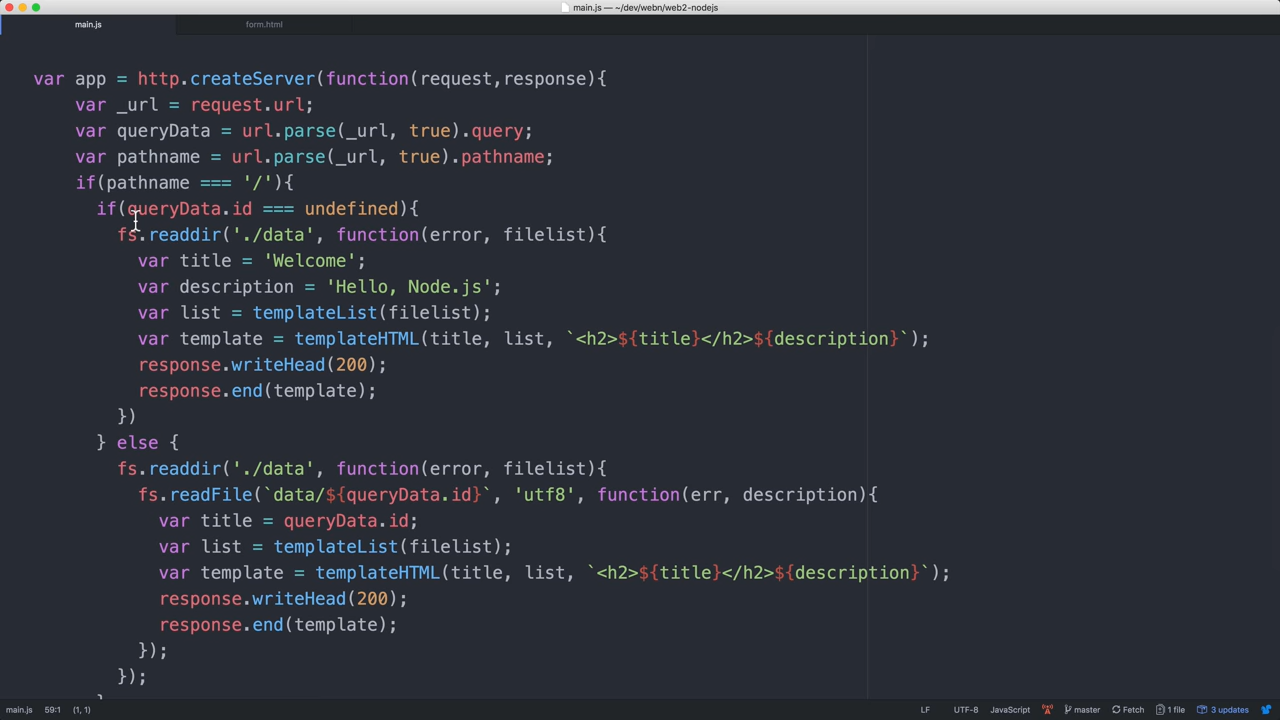 main.js — ~/dev/webn/web2-nodejs
main.js
form.html
var app = http.createServer(function(request,response){
var _url = request.url;
var queryData = url.parse(_url, true).query;
var pathname = url.parse(_url, true).pathname;
if(pathname === '/'){
if(queryData.id === undefined){
fs.readdir('./data', function(error, filelist){
var title = 'Welcome';
var description = 'Hello, Node.js';
var list = templateList(filelist);
var template = templateHTML(title, list, `<h2>${title}</h2>${description}`);
response.writeHead(200);
response.end(template);
})
} else {
fs.readdir('./data', function(error, filelist){
fs.readFile(`data/${queryData.id}`, 'utf8', function(err, description){
var title = queryData.id;
var list = templateList(filelist);
var template = templateHTML(title, list, `<h2>${title}</h2>${description}`);
response.writeHead(200);
response.end(template);
});
});
}
main.js 59:1 (1, 1) LF UTF-8 JavaScript master Fetch 1 file 3 updates